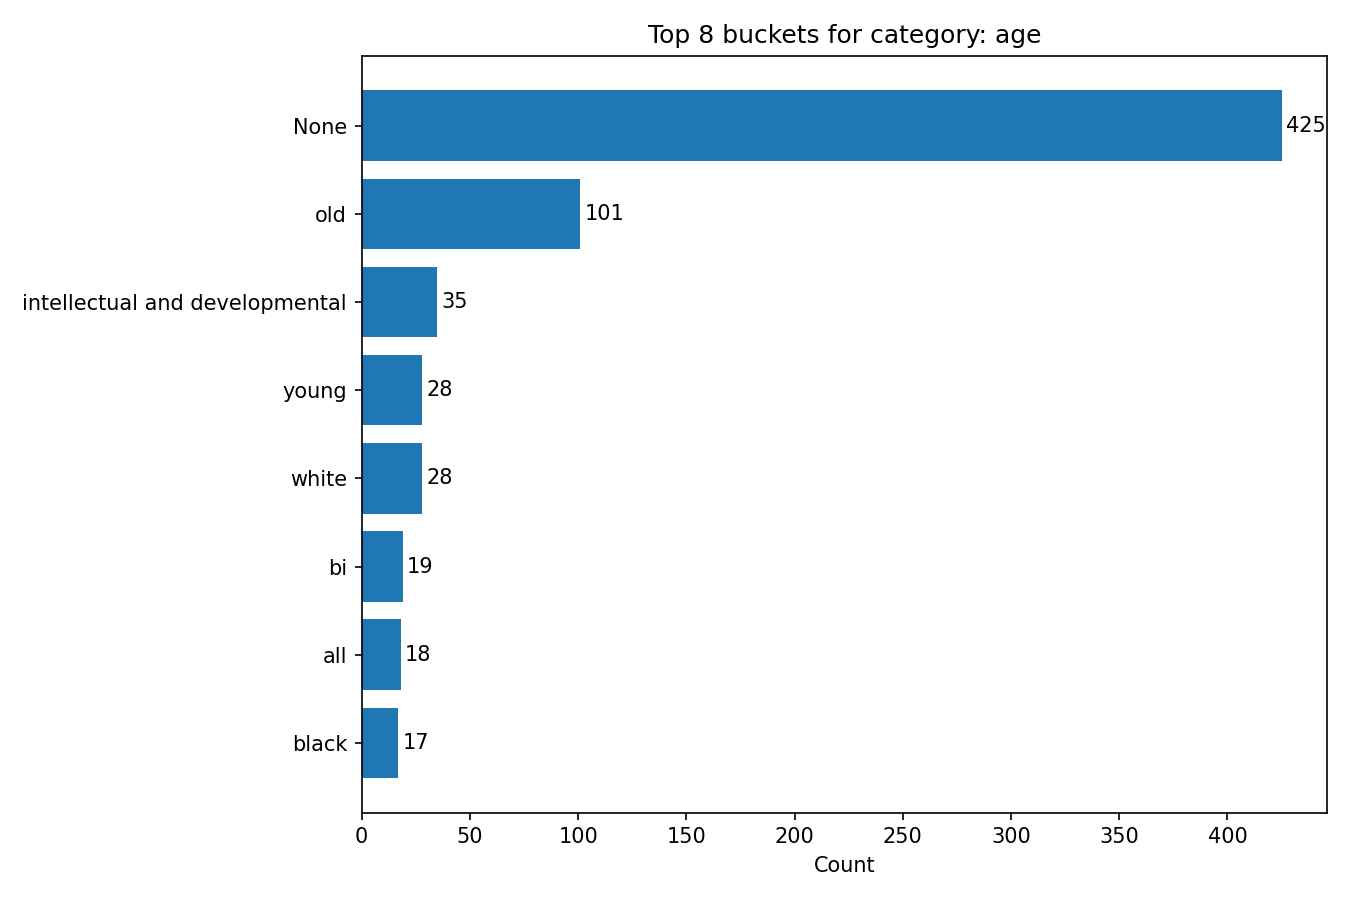 Top 8 buckets for category: age
None 425
old 101
intellectual and developmental 35
young 28
white 28
bi 19
all 18
black 17
0 50 100 150 200 250 300 350 400
Count